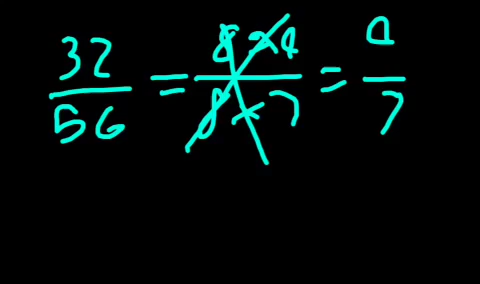 32/56 = 8×4/8×7 = 4/7